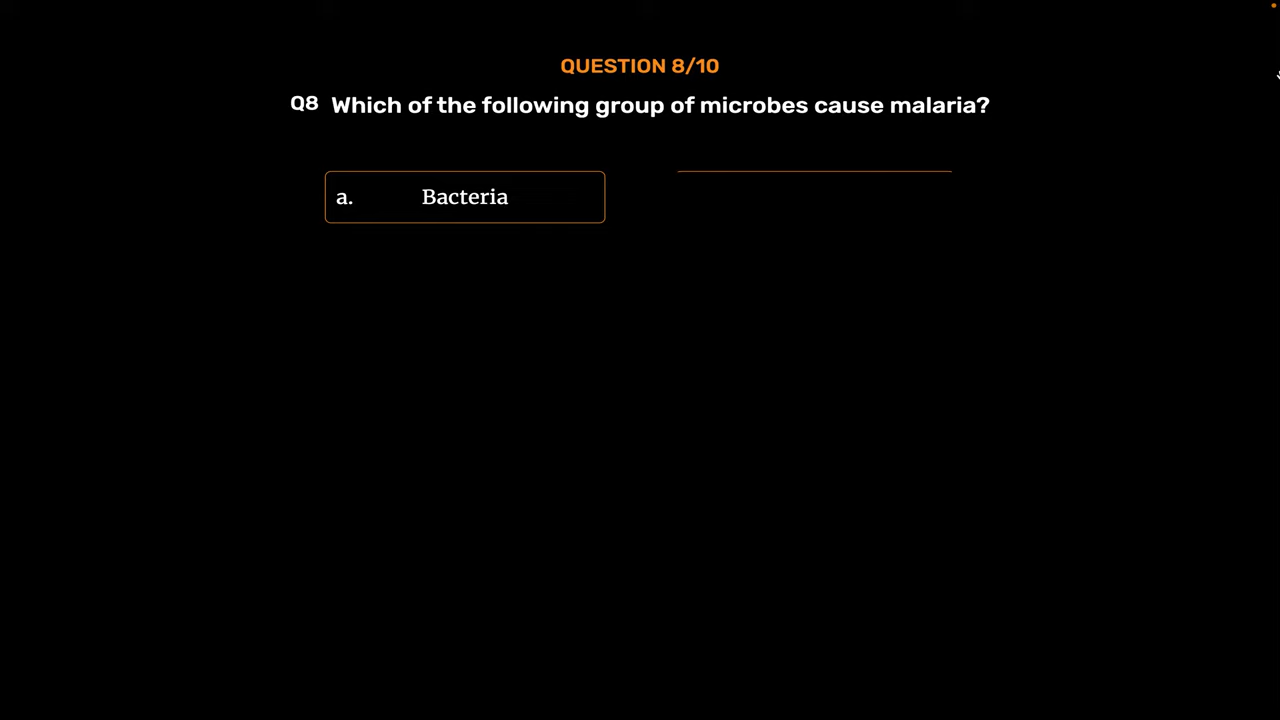 QUESTION 8/10
Q8 Which of the following group of microbes cause malaria?
a. Bacteria